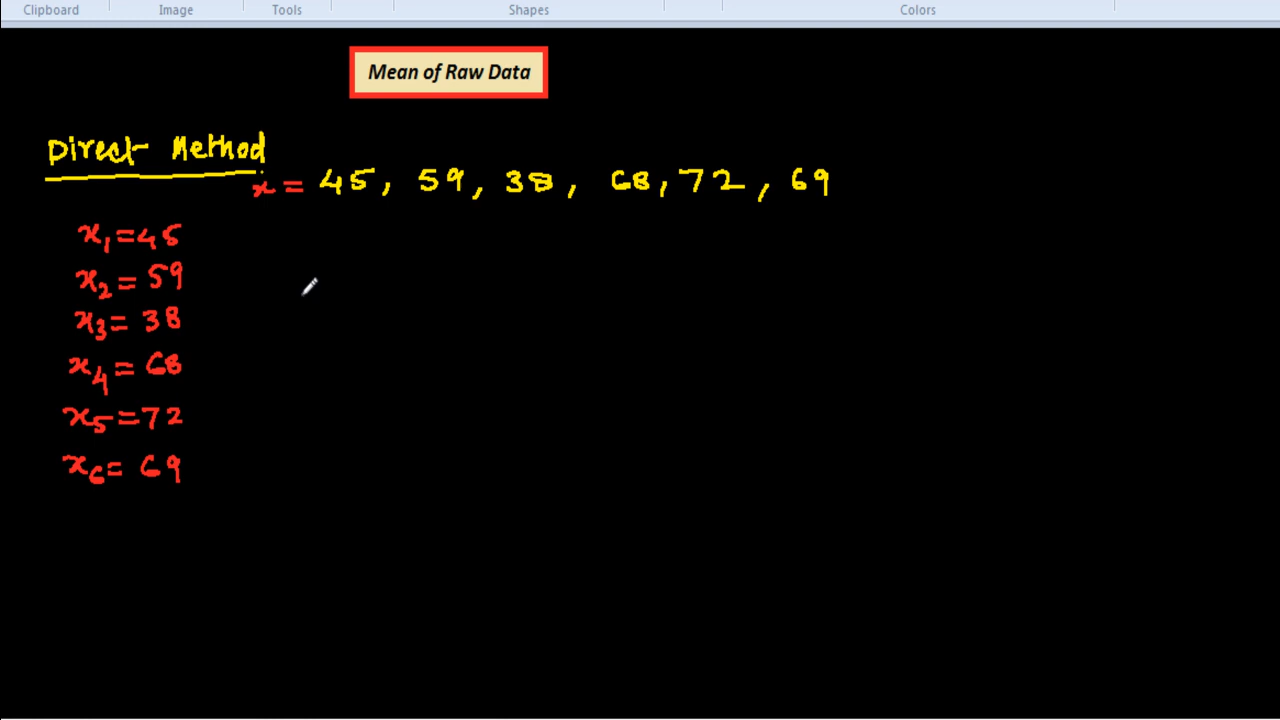 Clipboard Image Tools Shapes Colors
Mean of Raw Data
Direct Method
x = 45, 59, 38, 68, 72, 69
x₁=45
x₂ = 59
x₃ = 38
x₄ = 68
x₅=72
x₆= 69